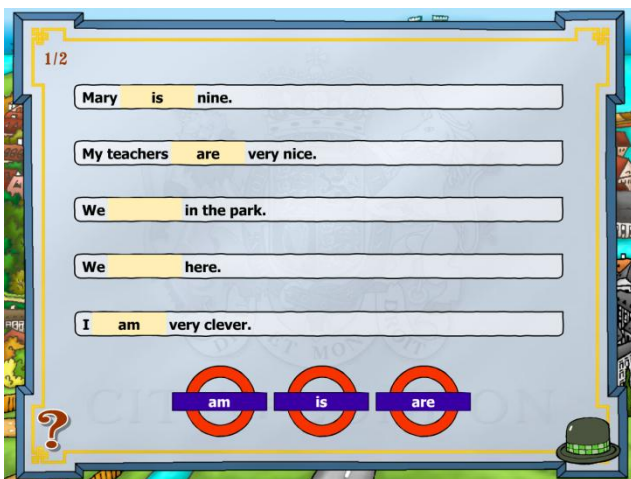 1/2
Mary is nine.
My teachers are very nice.
We in the park.
We here.
I am very clever.
am is are
?